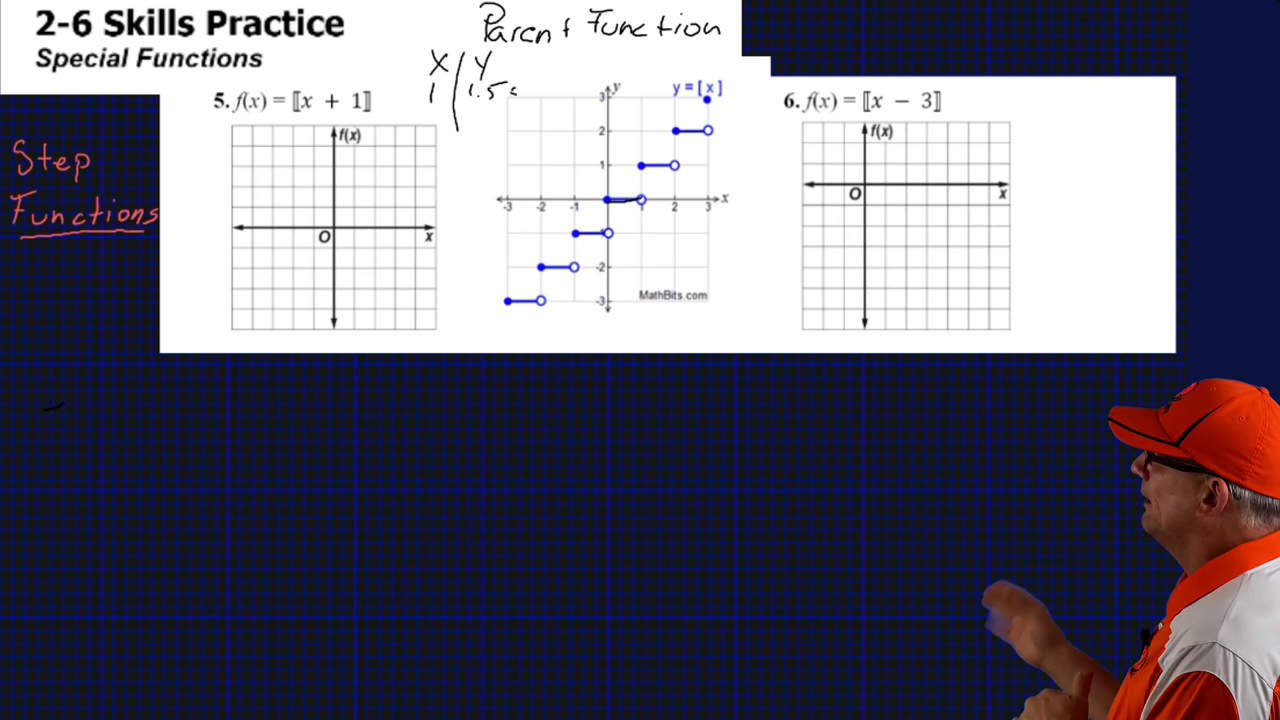 2-6 Skills Practice
Special Functions
Parent Function
X Y
1 1.5
5. f(x) = ⟦x + 1⟧
f(x)
O
x
Step
Functions
y = [x]
y
3
2
1
-3 -2 -1 1 2 3 x
-2
-3
MathBits.com
6. f(x) = ⟦x − 3⟧
f(x)
O
x